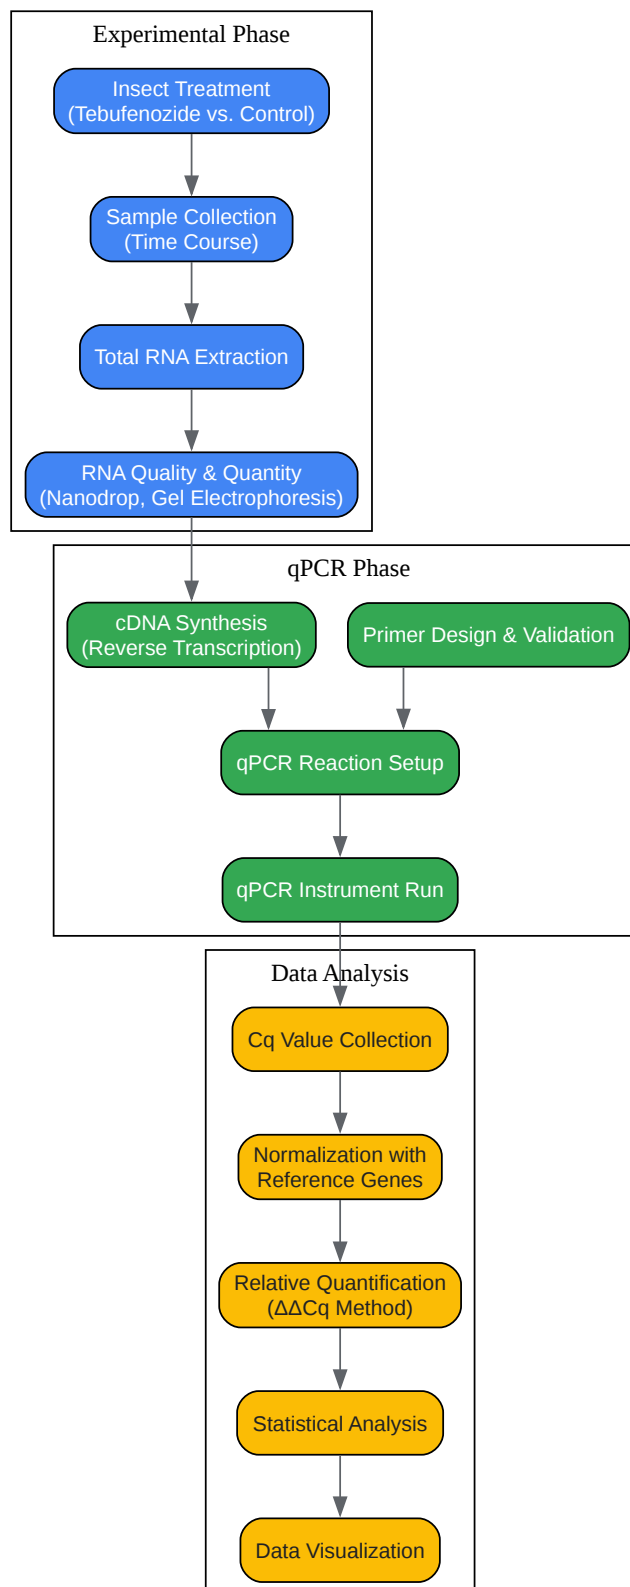 Experimental Phase
Insect Treatment
(Tebufenozide vs. Control)
Sample Collection
(Time Course)
Total RNA Extraction
RNA Quality & Quantity
(Nanodrop, Gel Electrophoresis)
qPCR Phase
cDNA Synthesis
(Reverse Transcription)
Primer Design & Validation
qPCR Reaction Setup
qPCR Instrument Run
Data Analysis
Cq Value Collection
Normalization with
Reference Genes
Relative Quantification
(ΔΔCq Method)
Statistical Analysis
Data Visualization